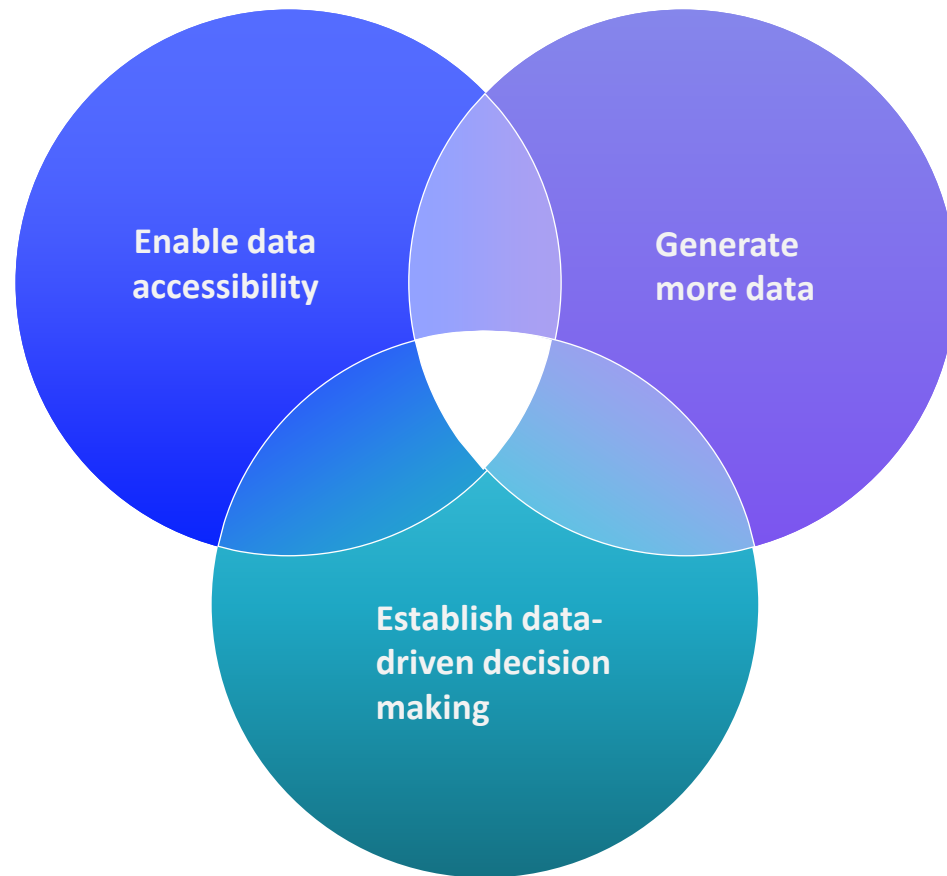 Enable data
accessibility
Generate
more data
Establish data-
driven decision
making